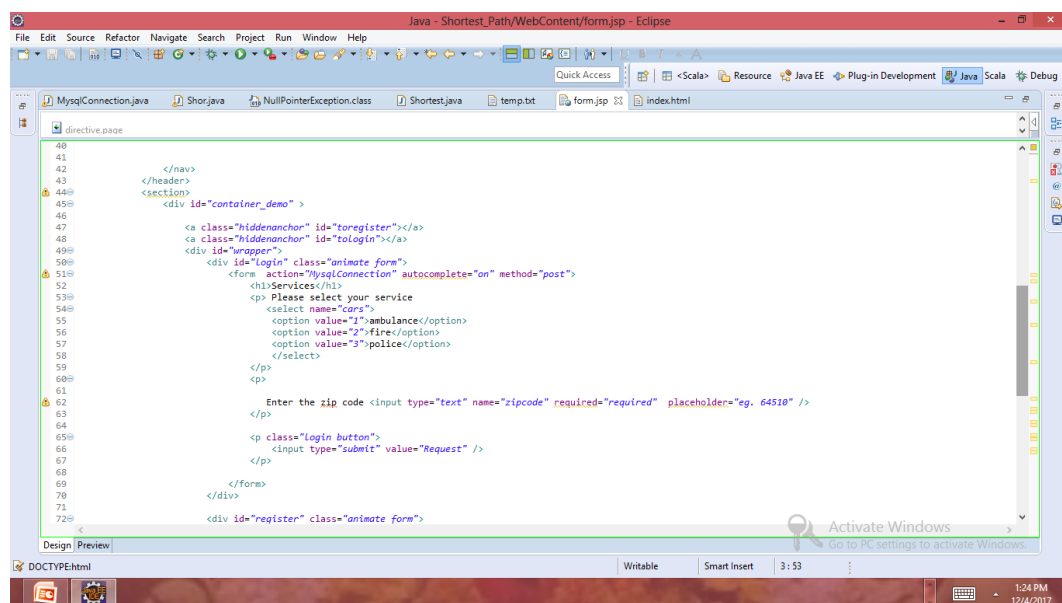 Java - Shortest_Path/WebContent/form.jsp - Eclipse
File Edit Source Refactor Navigate Search Project Run Window Help
Quick Access <Scala> Resource Java EE Plug-in Development Java Scala Debug
MysqlConnection.java Shor.java NullPointerException.class Shortest.java temp.txt form.jsp index.html
directive.page
40
41
42 </nav>
43 </header>
44 <section>
45 <div id="container_demo" >
46
47 <a class="hiddenanchor" id="toregister"></a>
48 <a class="hiddenanchor" id="tologin"></a>
49 <div id="wrapper">
50 <div id="login" class="animate form">
51 <form action="MysqlConnection" autocomplete="on" method="post">
52 <h1>Services</h1>
53 <p> Please select your service
54 <select name="cars">
55 <option value="1">ambulance</option>
56 <option value="2">fire</option>
57 <option value="3">police</option>
58 </select>
59 </p>
60 <p>
61
62 Enter the zip code <input type="text" name="zipcode" required="required" placeholder="eg. 64510" />
63 </p>
64
65 <p class="login button">
66 <input type="submit" value="Request" />
67 </p>
68
69 </form>
70 </div>
71
72 <div id="register" class="animate form">
Activate Windows
Go to PC settings to activate Windows.
Design Preview
DOCTYPE:html Writable Smart Insert 3 : 53
1:24 PM
12/4/2017